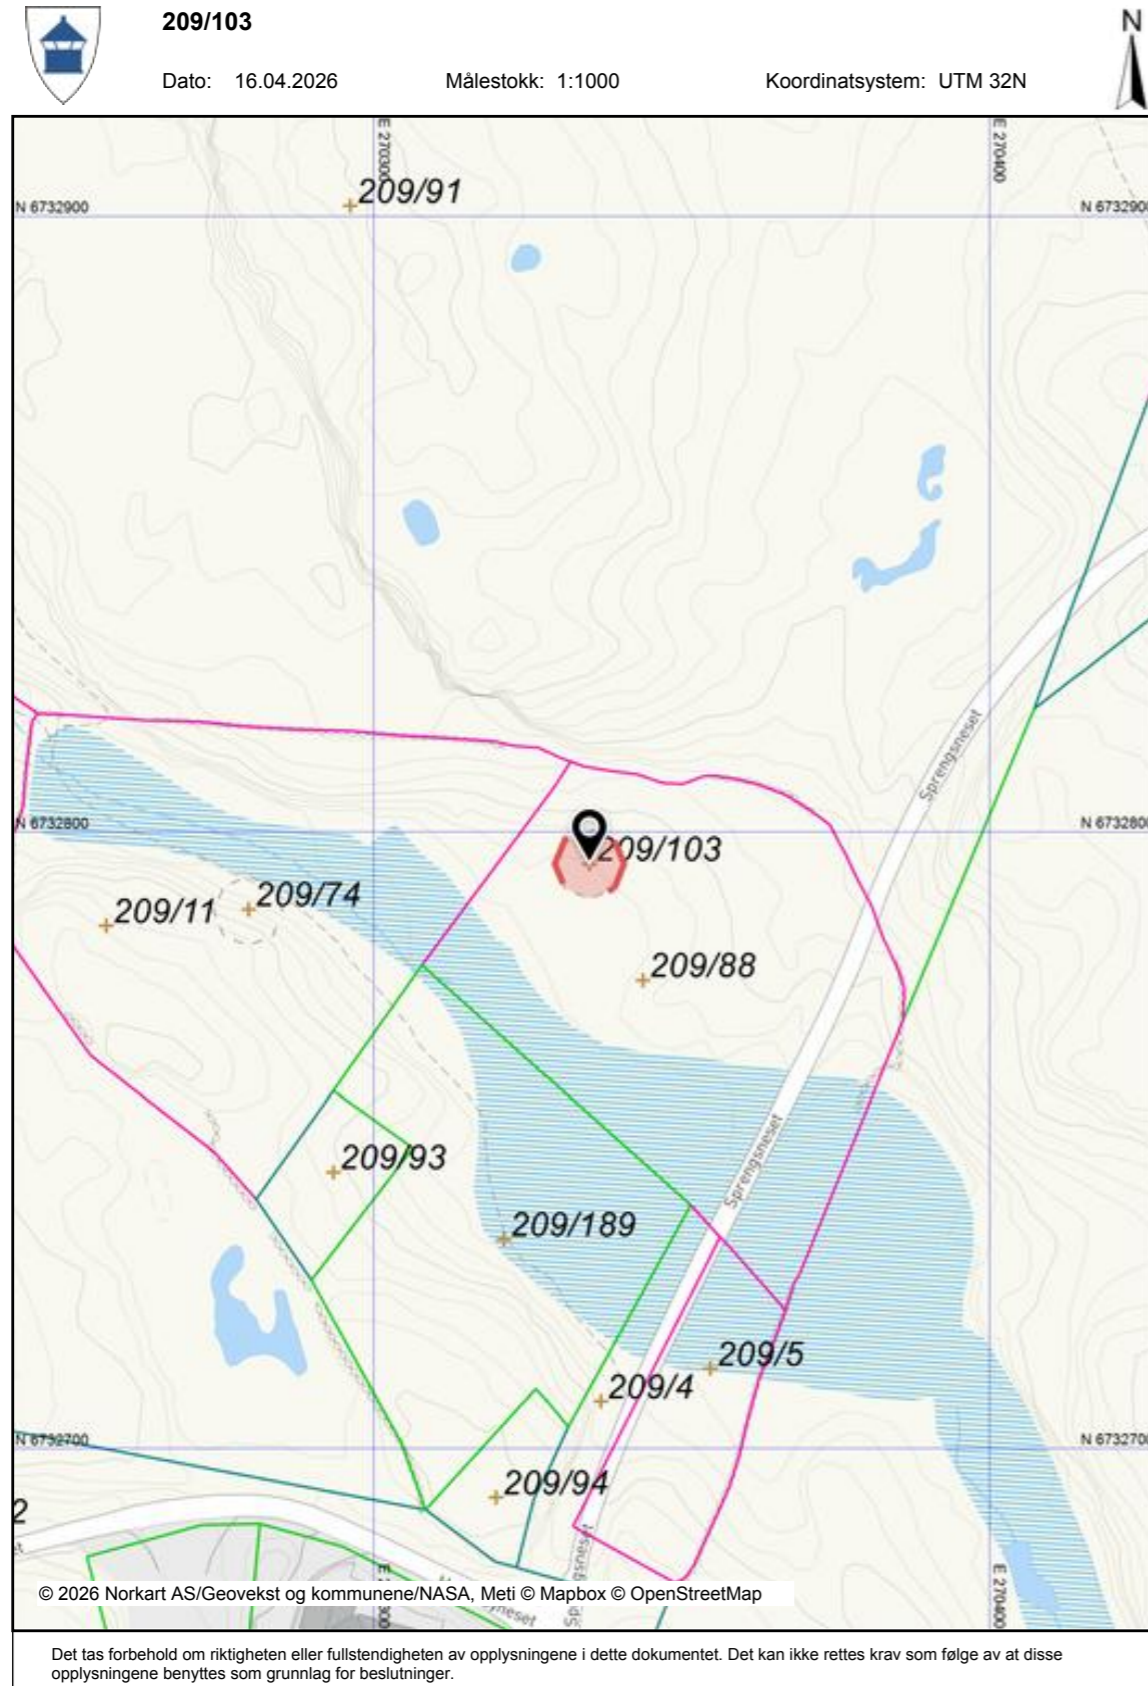 209/103
N
Dato: 16.04.2026 Målestokk: 1:1000 Koordinatsystem: UTM 32N
E 270300
E 270400
209/91
N 6732900
N 6732900
Sprengsneset
N 6732800
N 6732800
209/103
209/74
209/11
209/88
Sprengsneset
209/93
209/189
209/5
209/4
N 6732700
N 6732700
209/94
2
E 270400
© 2026 Norkart AS/Geovekst og kommunene/NASA, Meti © Mapbox © OpenStreetMap
Det tas forbehold om riktigheten eller fullstendigheten av opplysningene i dette dokumentet. Det kan ikke rettes krav som følge av at disse
opplysningene benyttes som grunnlag for beslutninger.